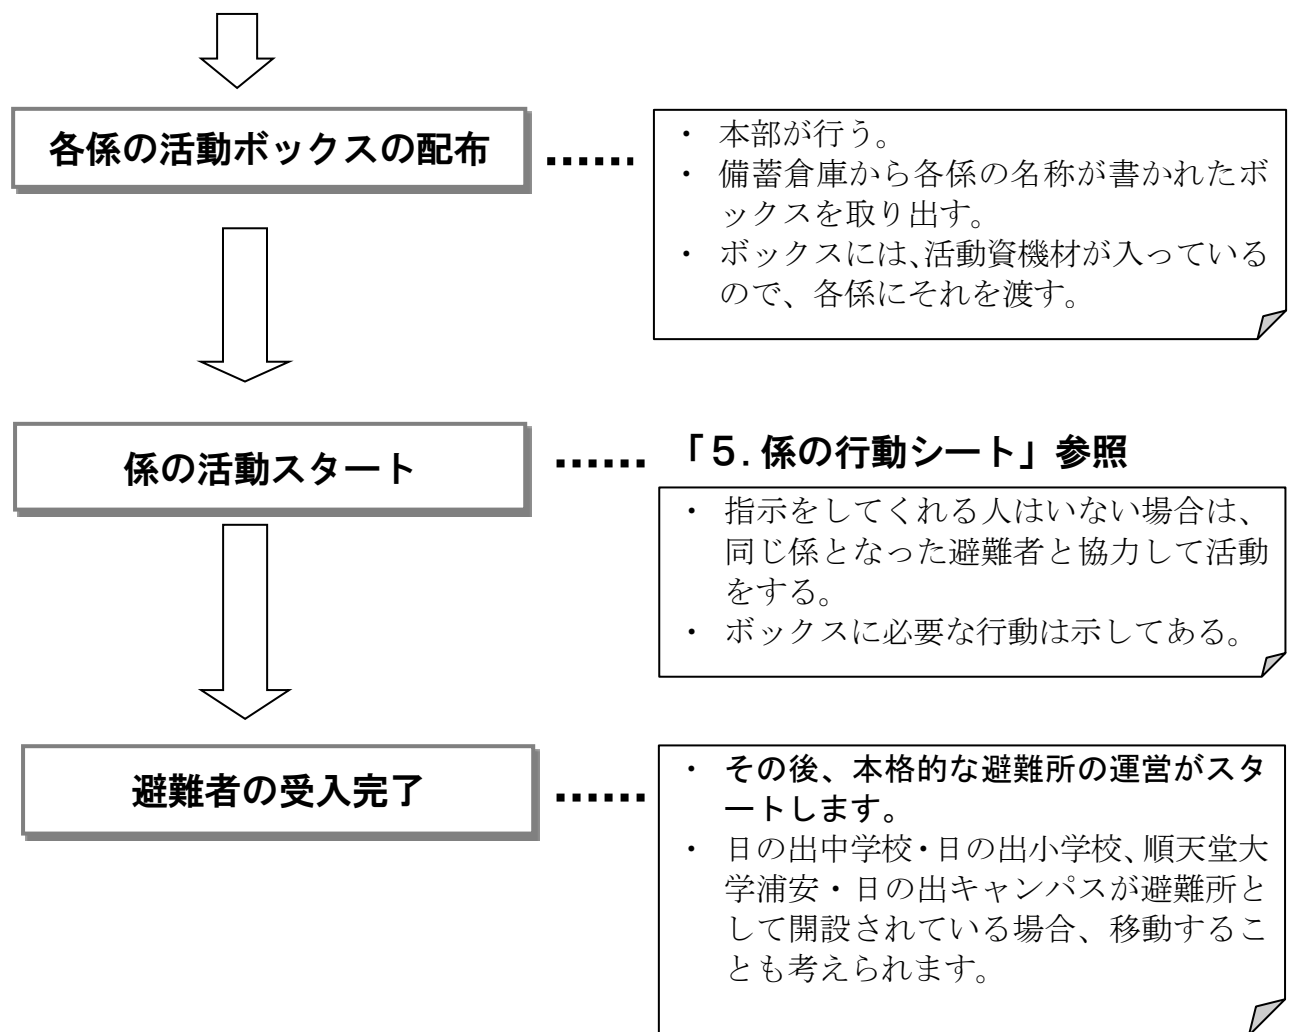 各係の活動ボックスの配布 ……
・ 本部が行う。
・ 備蓄倉庫から各係の名称が書かれたボ
ックスを取り出す。
・ ボックスには、活動資機材が入っている
ので、各係にそれを渡す。
係の活動スタート ……
「５.係の行動シート」参照
・ 指示をしてくれる人はいない場合は、
同じ係となった避難者と協力して活動
をする。
・ ボックスに必要な行動は示してある。
避難者の受入完了 ……
・ その後、本格的な避難所の運営がスタ
ートします。
・ 日の出中学校・日の出小学校、順天堂大
学浦安・日の出キャンパスが避難所と
して開設されている場合、移動するこ
とも考えられます。